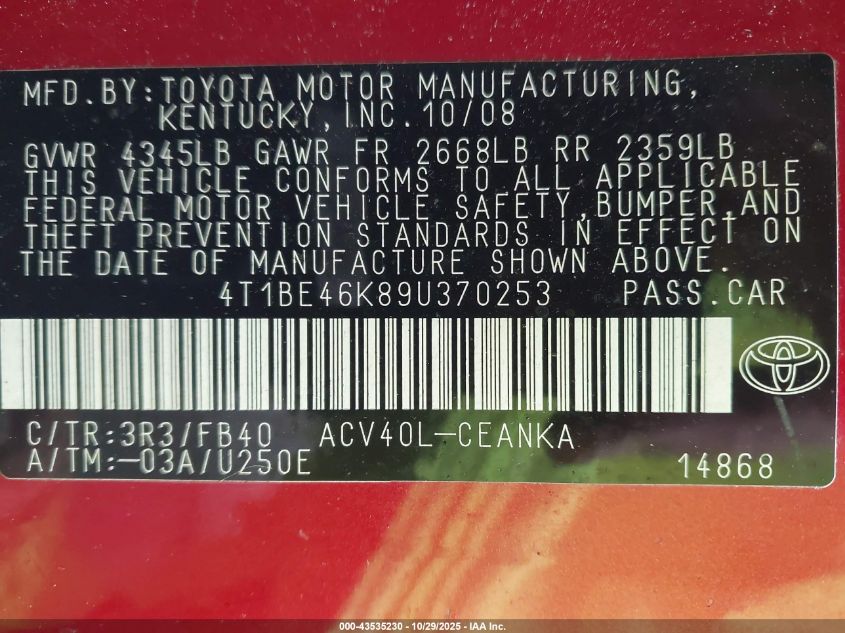 MFD.BY:TOYOTA MOTOR MANUFACTURING,
KENTUCKY,INC.10/08
GVWR 4345LB GAWR FR 2668LB RR 2359LB
THIS VEHICLE CONFORMS TO ALL APPLICABLE
FEDERAL MOTOR VEHICLE SAFETY,BUMPER,AND
THEFT PREVENTION STANDARDS IN EFFECT ON
THE DATE OF MANUFACTURE SHOWN ABOVE.
4T1BE46K89U370253 PASS.CAR
C/TR:3R3/FB40 ACV40L-CEANKA
A/TM:-03A/U250E 14868
000-43535230 - 10/29/2025 - IAA Inc.